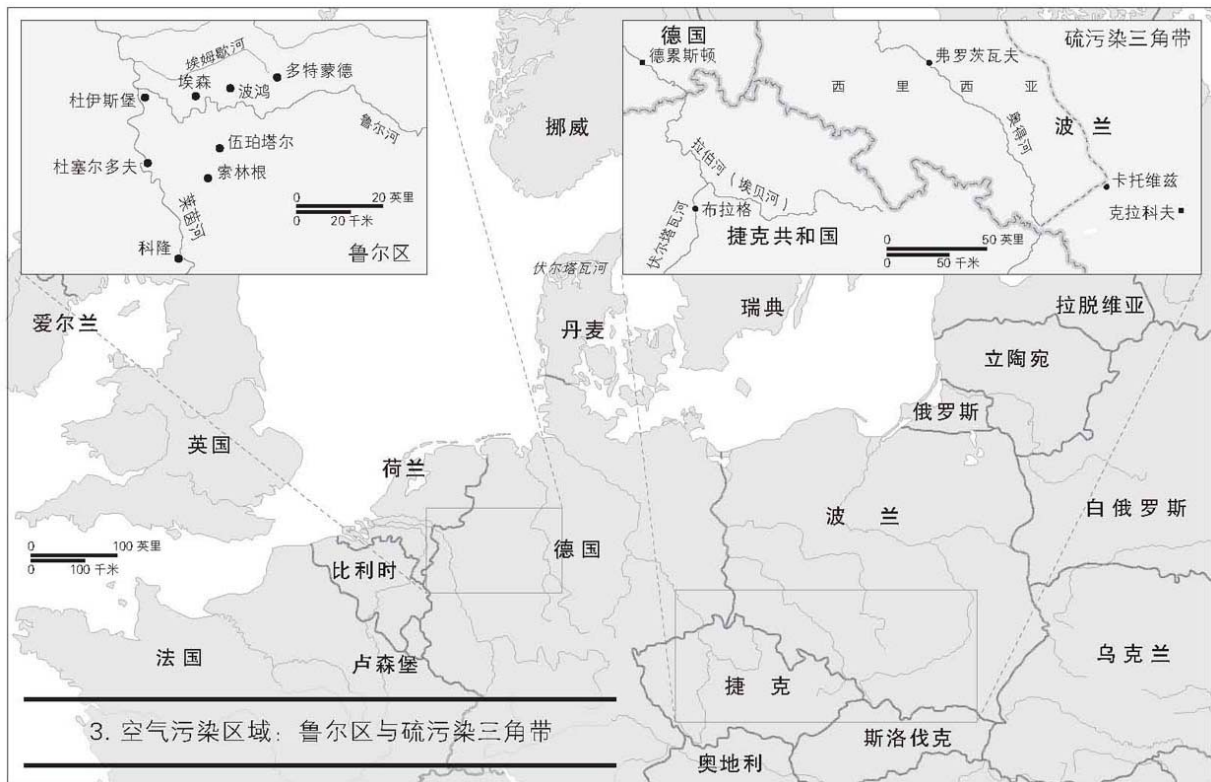 埃姆歇河
多特蒙德
埃森
波鸿
杜伊斯堡
鲁尔河
伍珀塔尔
杜塞尔多夫
索林根
莱茵河
0 20 英里
0 20 千米
科隆
鲁尔区
德国
德累斯顿
弗罗茨瓦夫
硫污染三角带
西里西亚
波兰
奥得河
拉伯河（埃贝河）
卡托维兹
布拉格
克拉科夫
伏尔塔瓦河
捷克共和国
0 50 英里
0 50 千米
挪威
伏尔塔瓦河
爱尔兰
丹麦
瑞典
拉脱维亚
立陶宛
俄罗斯
英国
荷兰
波兰
白俄罗斯
0 100 英里
0 100 千米
德国
比利时
法国
卢森堡
捷克
乌克兰
3. 空气污染区域：鲁尔区与硫污染三角带
斯洛伐克
奥地利